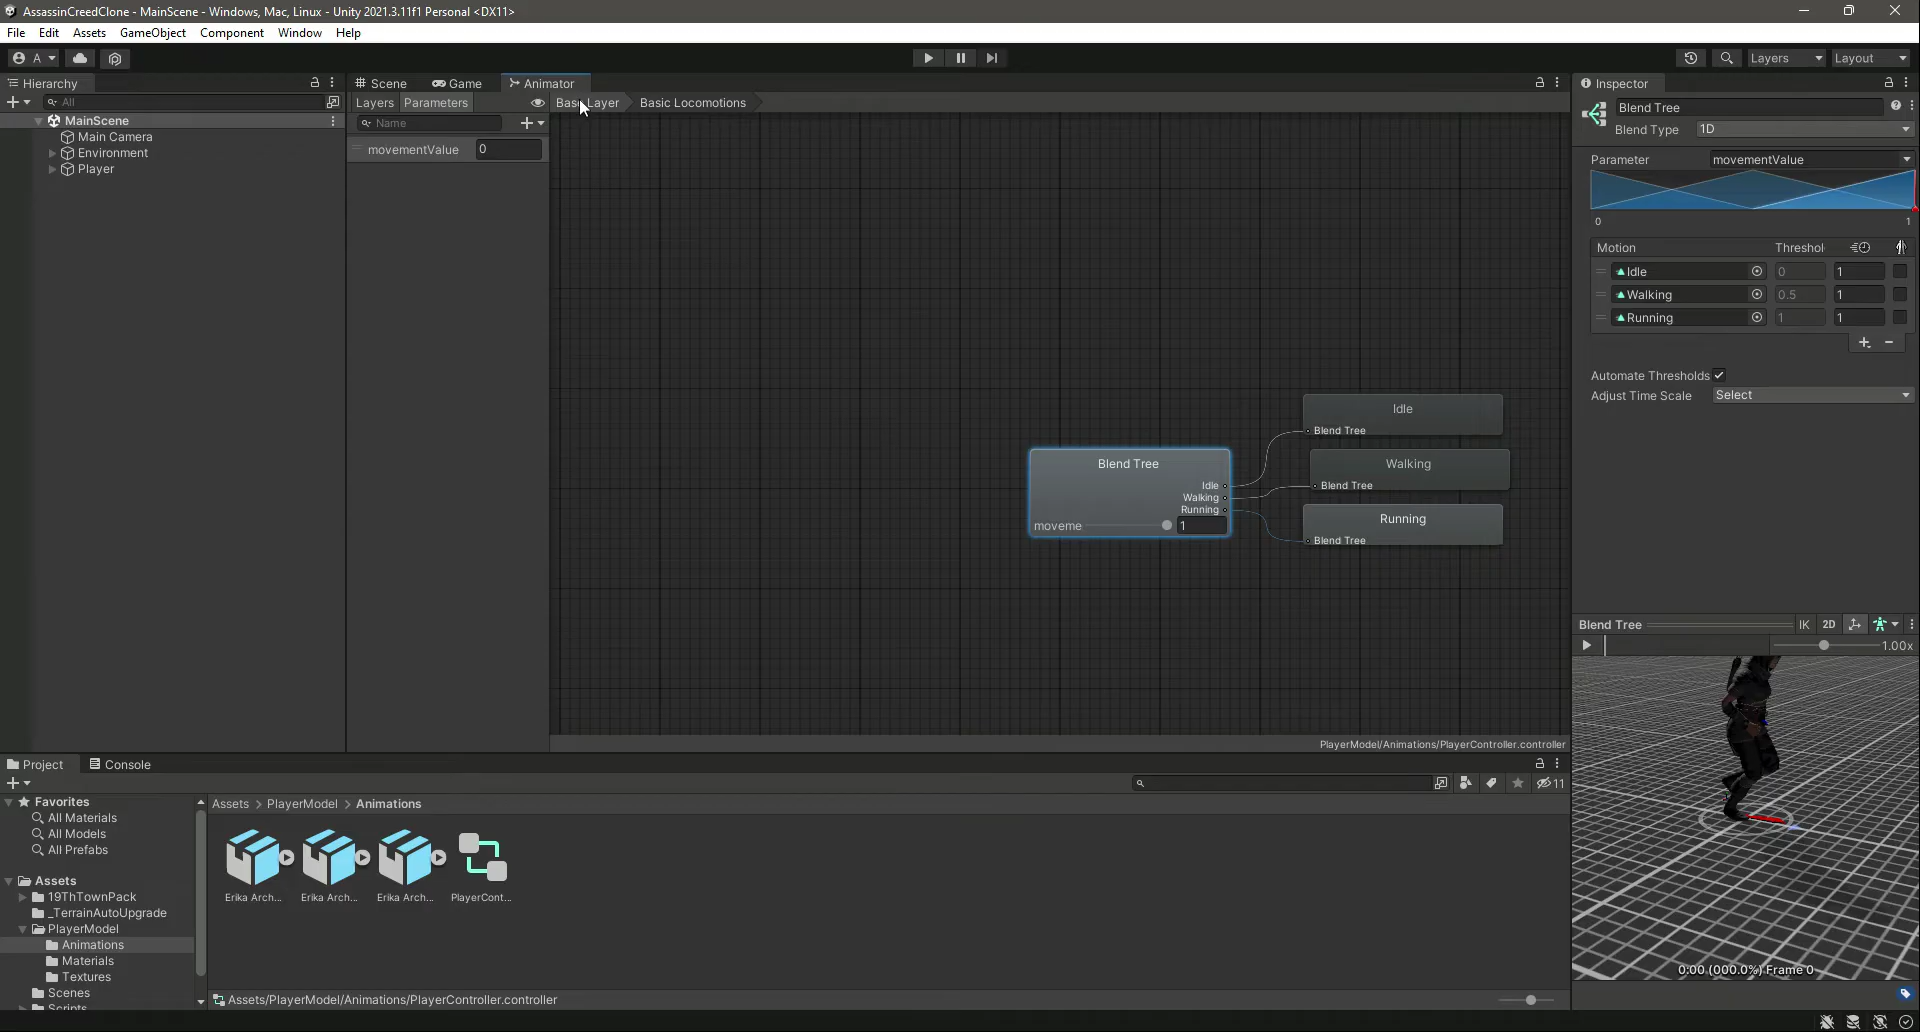 AssassinCreedClone - MainScene - Windows, Mac, Linux - Unity 2021.3.11f1 Personal <DX11>
File Edit Assets GameObject Component Window Help
A
Layers Layout
Hierarchy
All
MainScene
Main Camera
Environment
Player
Scene Game Animator
Layers Parameters
Base Layer Basic Locomotions
Name
movementValue 0
Blend Tree
Idle
Walking
Running
moveme 1
Idle
Blend Tree
Walking
Blend Tree
Running
Blend Tree
PlayerModel/Animations/PlayerController.controller
Inspector
Blend Tree
Blend Type 1D
Parameter movementValue
0 1
Motion Threshol
Idle 0 1
Walking 0.5 1
Running 1 1
Automate Thresholds
Adjust Time Scale Select
Blend Tree IK 2D
1.00x
0:00 (000.0%) Frame 0
Project Console
11
Favorites
All Materials
All Models
All Prefabs
Assets
19ThTownPack
_TerrainAutoUpgrade
PlayerModel
Animations
Materials
Textures
Scenes
Scripts
Assets > PlayerModel > Animations
Erika Arch... Erika Arch... Erika Arch... PlayerCont...
Assets/PlayerModel/Animations/PlayerController.controller